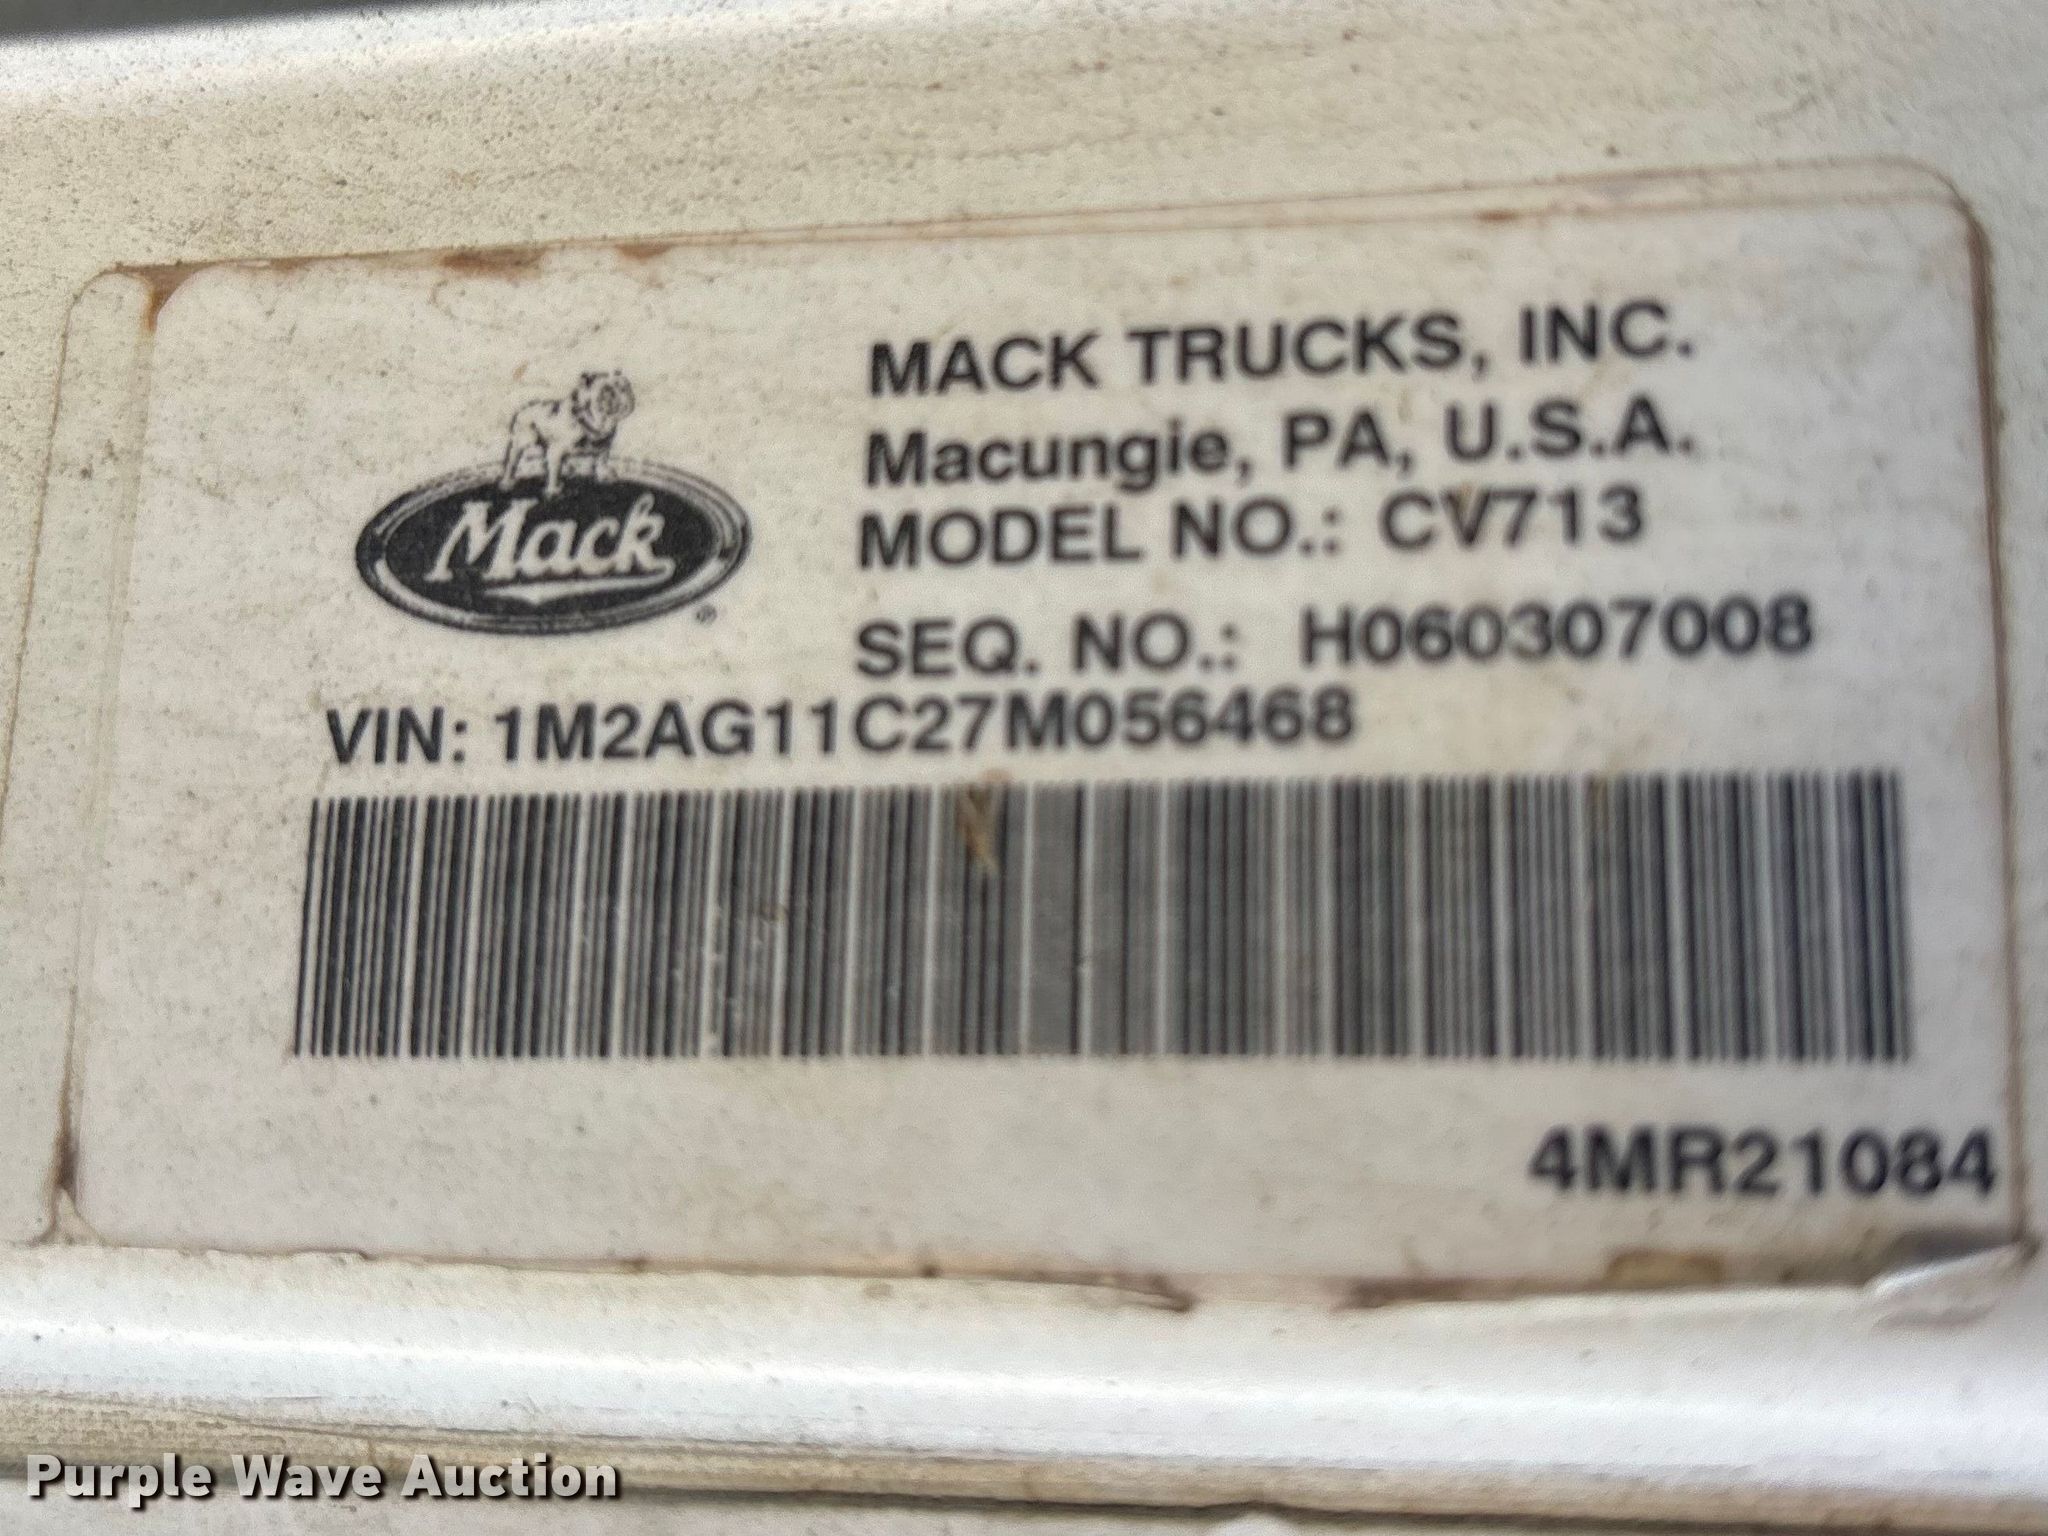 Mack
®
MACK TRUCKS, INC.
Macungie, PA, U.S.A.
MODEL NO.: CV713
SEQ. NO.: H060307008
VIN: 1M2AG11C27M056468
4MR21084
Purple Wave Auction